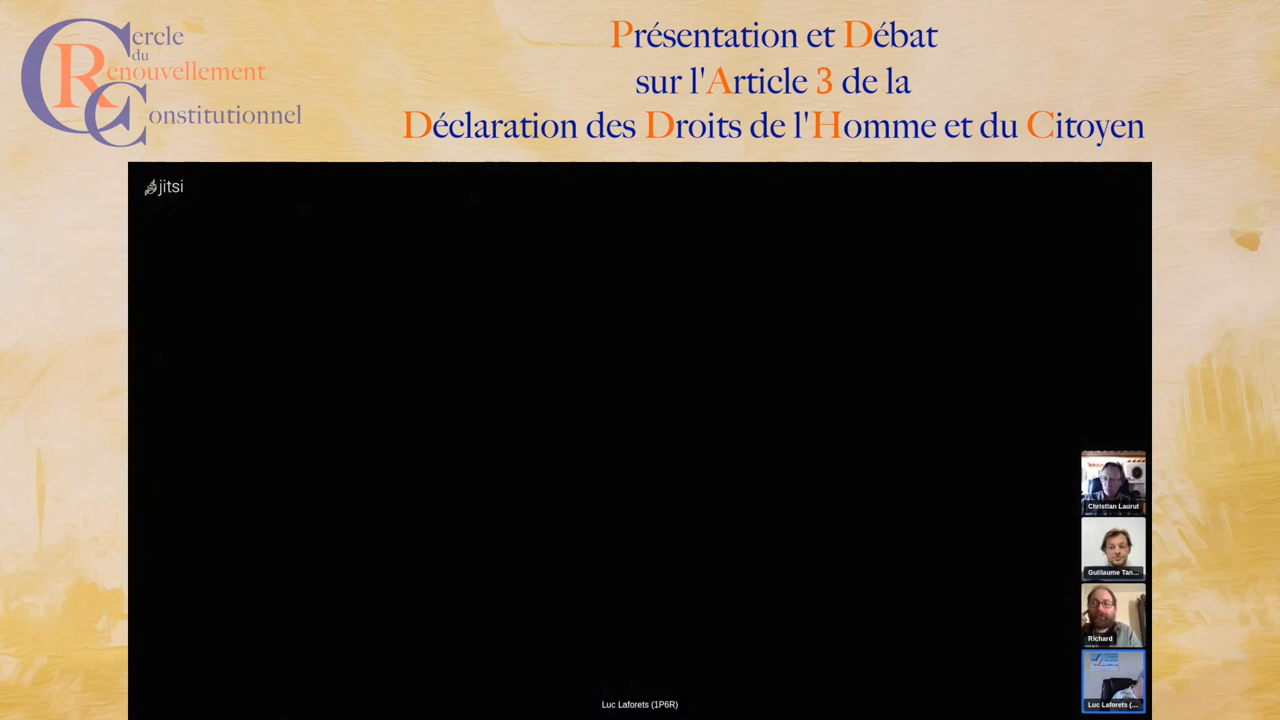 Cercle
du
Renouvellement
Constitutionnel
Présentation et Débat
sur l'Article 3 de la
Déclaration des Droits de l'Homme et du Citoyen
jitsi
Christian Laurut
Guillaume Tan...
Richard
Luc Laforets (...
Luc Laforets (1P6R)